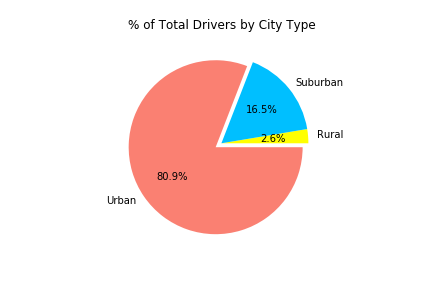 % of Total Drivers by City Type
Suburban
16.5%
Rural
2.6%
80.9%
Urban